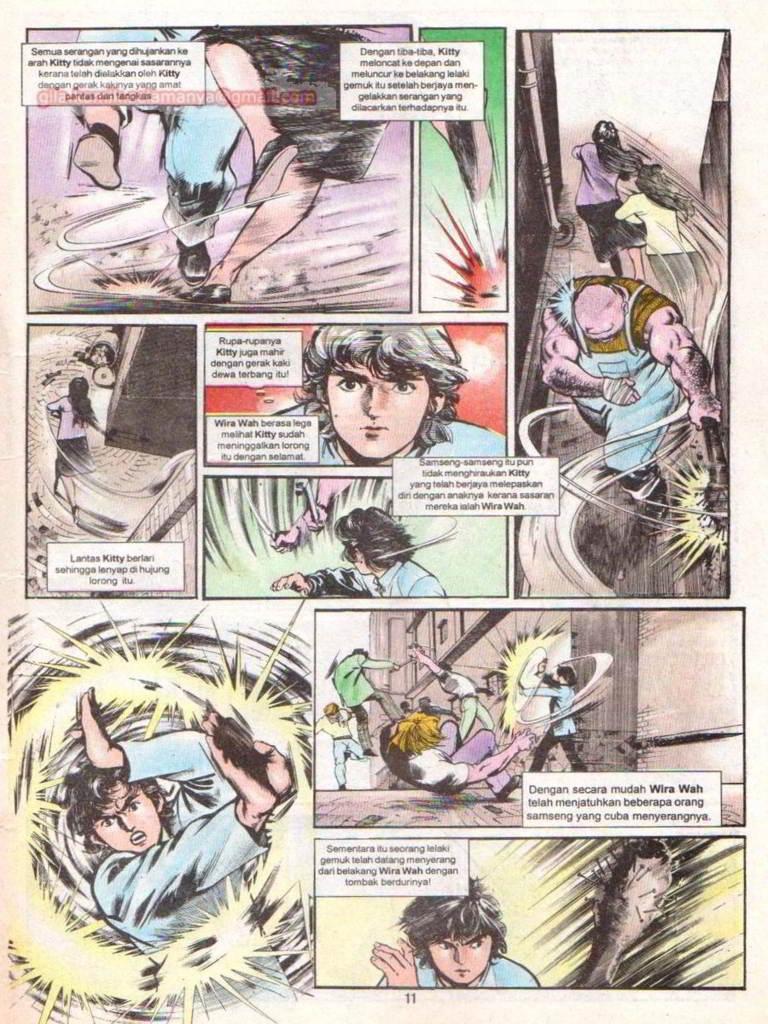 Semua serangan yang dihujankan ke
arah Kitty tidak mengenai sasarannya
kerana telah dielakkan oleh Kitty
dengan gerak kakinya yang amat
pantas dan tangkas
Dengan tiba-tiba, Kitty
meloncat ke depan dan
meluncur ke belakang lelaki
gemuk itu setelah berjaya men-
gelakkan serangan yang
dilacarkan terhadapnya itu.
Lantas Kitty berlari
sehingga lenyap di hujung
lorong itu.
Rupa-rupanya
Kitty juga mahir
dengan gerak kaki
dewa terbang itu!
Wira Wah berasa lega
melihat Kitty sudah
meninggalkan lorong
itu dengan selamat.
Samseng-samseng itu pun
tidak menghiraukan Kitty
yang telah berjaya melepaskan
diri dengan anaknya kerana sasaran
mereka ialah Wira Wah.
Dengan secara mudah Wira Wah
telah menjatuhkan beberapa orang
samseng yang cuba menyerangnya.
Sementara itu seorang lelaki
gemuk telah datang menyerang
dari belakang Wira Wah dengan
tombak berdurinya!
11